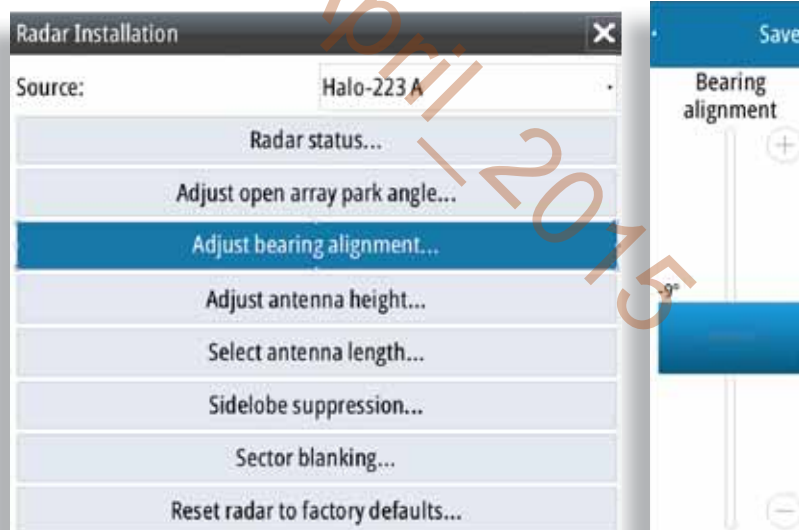 Radar Installation
Source:
Halo-223 A
Radar status...
Adjust open array park angle...
Adjust bearing alignment...
Adjust antenna height...
Select antenna length...
Sidelobe suppression...
Sector blanking...
Reset radar to factory defaults...
Save
Bearing
alignment
-9°
April_2015